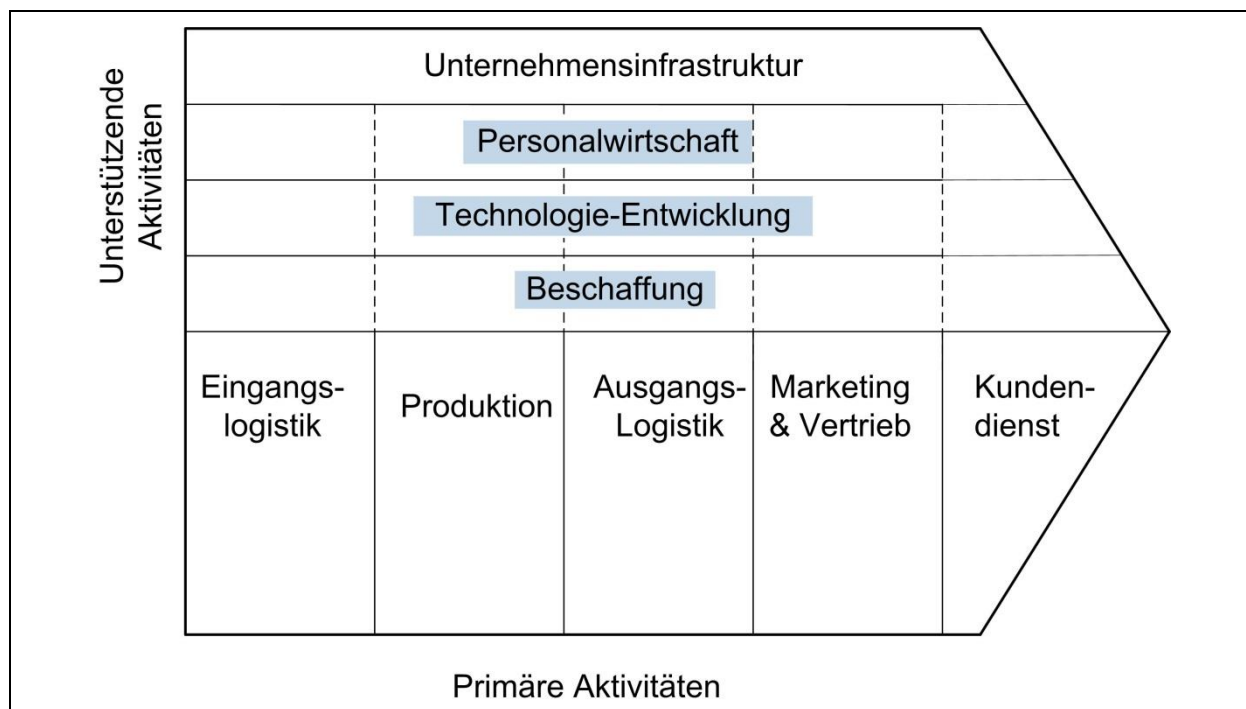 Unterstützende
Aktivitäten
Unternehmensinfrastruktur
Personalwirtschaft
Technologie-Entwicklung
Beschaffung
Eingangs-
logistik
Produktion
Ausgangs-
Logistik
Marketing
& Vertrieb
Kunden-
dienst
Primäre Aktivitäten